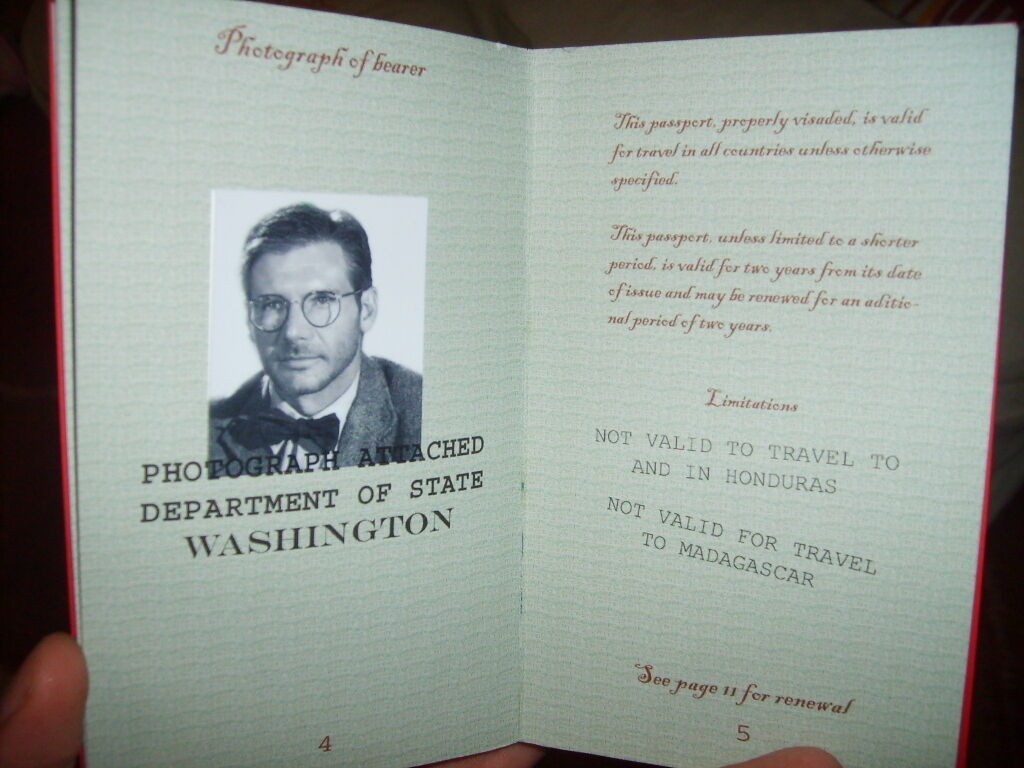 Photograph of bearer
PHOTOGRAPH ATTACHED
DEPARTMENT OF STATE
WASHINGTON
4
This passport, properly visaded, is valid
for travel in all countries unless otherwise
specified.
This passport, unless limited to a shorter
period, is valid for two years from its date
of issue and may be renewed for an aditio-
nal period of two years.
Limitations
NOT VALID TO TRAVEL TO
AND IN HONDURAS
NOT VALID FOR TRAVEL
TO MADAGASCAR
See page 11 for renewal
5